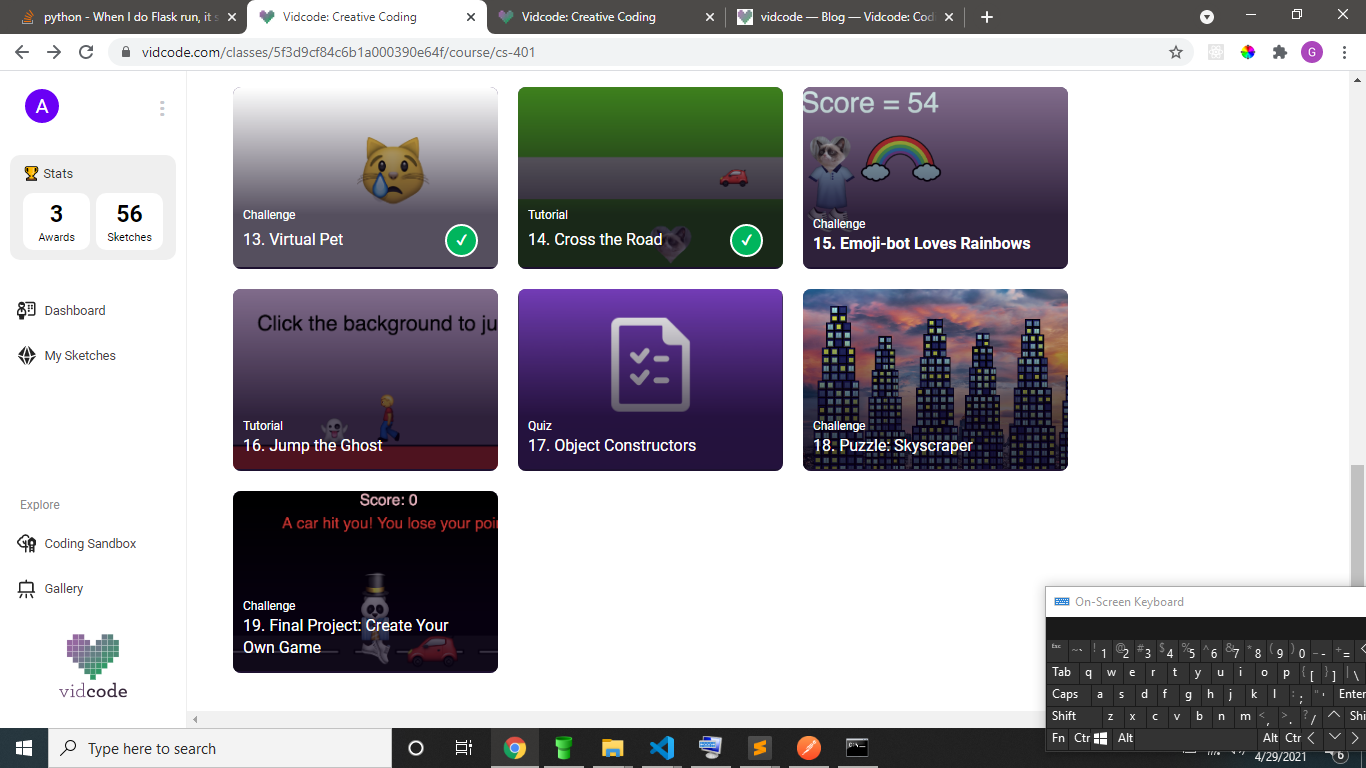 python - When I do Flask run, it s
Vidcode: Creative Coding
Vidcode: Creative Coding
vidcode — Blog — Vidcode: Codi
vidcode.com/classes/5f3d9cf84c6b1a000390e64f/course/cs-401
G
A
Stats
3
Awards
56
Sketches
Dashboard
My Sketches
Explore
Coding Sandbox
Gallery
vidcode
Challenge
13. Virtual Pet
Tutorial
14. Cross the Road
Score = 54
Challenge
15. Emoji-bot Loves Rainbows
Click the background to ju
Tutorial
16. Jump the Ghost
Quiz
17. Object Constructors
Challenge
18. Puzzle: Skyscraper
Score: 0
A car hit you! You lose your poi
Challenge
19. Final Project: Create Your
Own Game
On-Screen Keyboard
Esc ~ ` ! 1 @ 2 # 3 $ 4 % 5 ^ 6 & 7 * 8 ( 9 ) 0 _ - + =
Tab q w e r t y u i o p { [ } ] | \
Caps a s d f g h j k l : ; " ' Enter
Shift z x c v b n m < , > . ? / Shi
Fn Ctr Alt Alt Ctr
Type here to search
4/29/2021
6